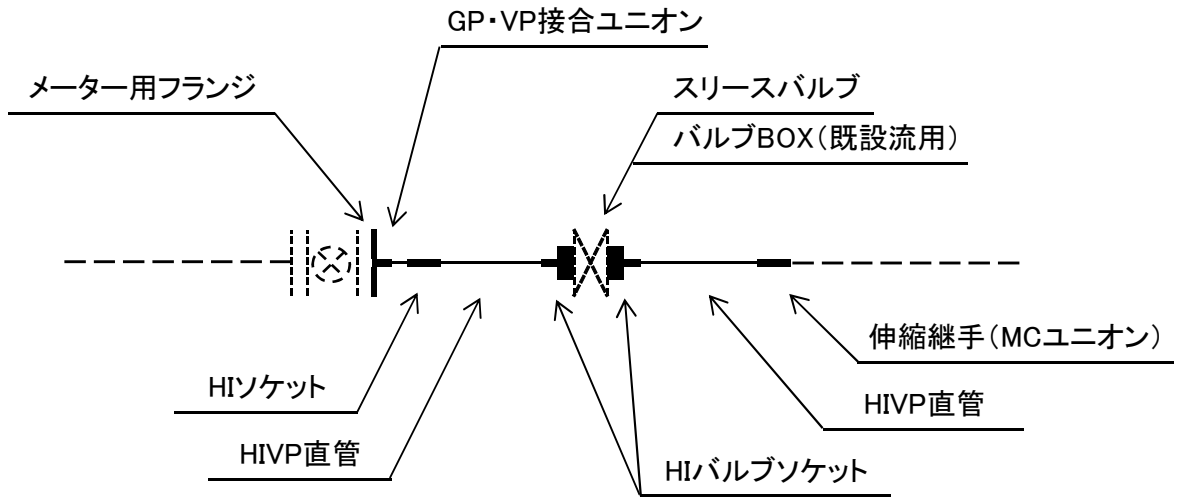 GP・VP接合ユニオン
メーター用フランジ
スリースバルブ
バルブBOX（既設流用）
伸縮継手（MCユニオン）
HIソケット
HIVP直管
HIVP直管
HIバルブソケット